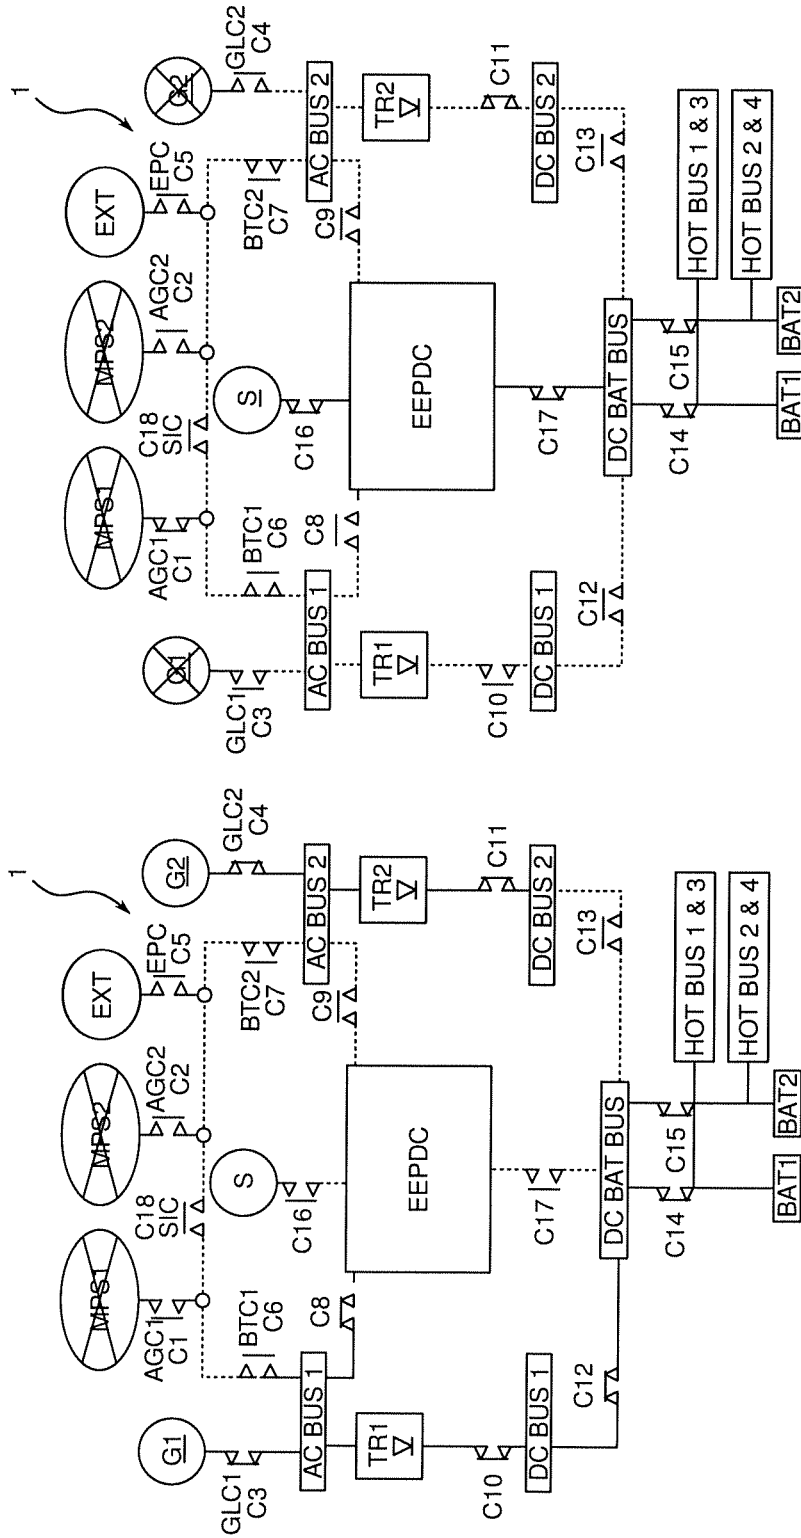 1
MPS1
MPS2
EXT
AGC1
C1
C18
SIC
AGC2
C2
EPC
C5
G1
G2
GLC1
C3
BTC1
C6
S
C16
BTC2
C7
GLC2
C4
AC BUS 1
C8
C9
AC BUS 2
TR1
EEPDC
TR2
C10
C17
C11
DC BUS 1
DC BUS 2
C12
DC BAT BUS
C13
C14
C15
HOT BUS 1 & 3
HOT BUS 2 & 4
BAT1
BAT2
1
MPS1
MPS2
EXT
AGC1
C1
C18
SIC
AGC2
C2
EPC
C5
G1
G2
GLC1
C3
BTC1
C6
S
C16
BTC2
C7
GLC2
C4
AC BUS 1
C8
C9
AC BUS 2
TR1
EEPDC
TR2
C10
C17
C11
DC BUS 1
DC BUS 2
C12
DC BAT BUS
C13
C14
C15
HOT BUS 1 & 3
HOT BUS 2 & 4
BAT1
BAT2